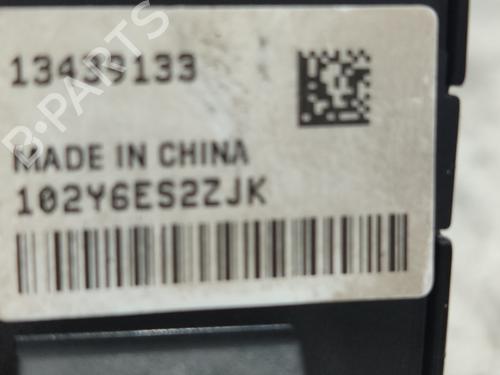 13439133
MADE IN CHINA
102Y6ES2ZJK
B-PARTS